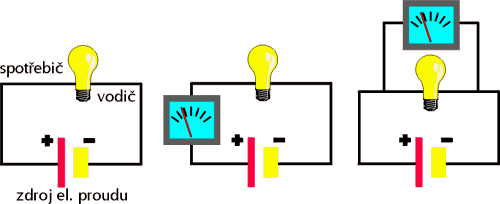 spotřebič
vodič
+ -
zdroj el. proudu
+ -
+ -